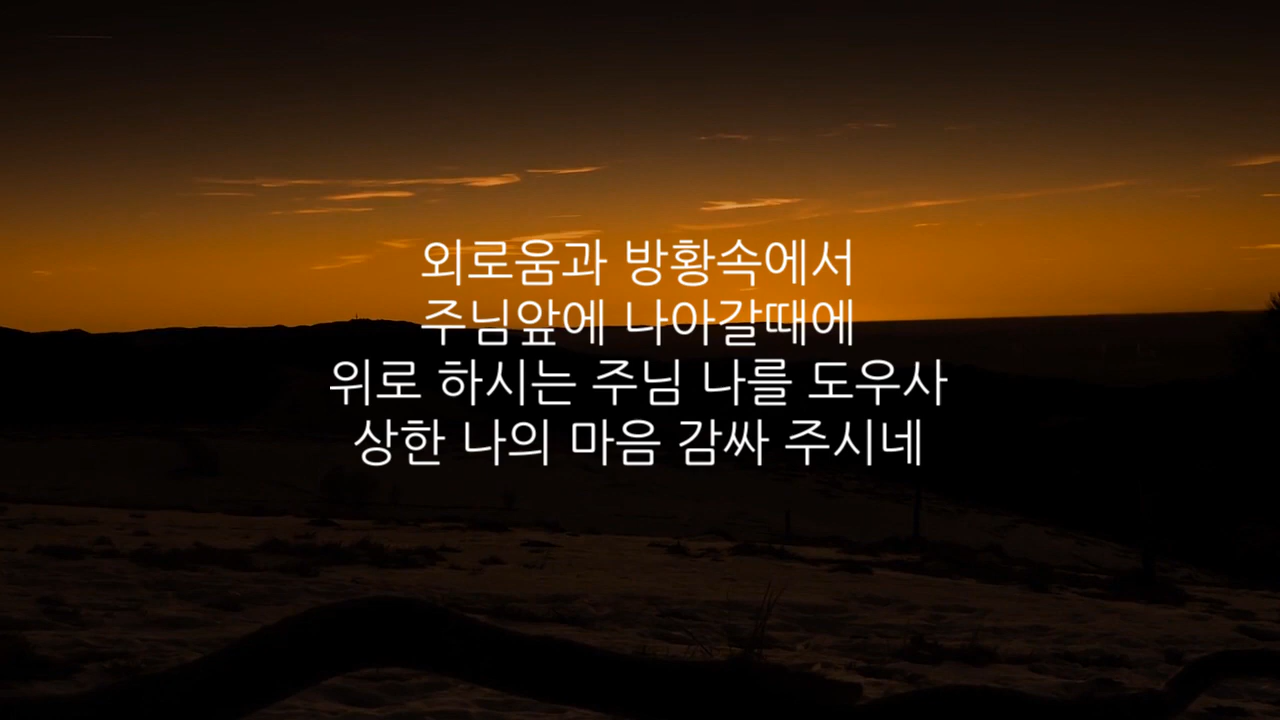 외로움과 방황속에서
주님앞에 나아갈때에
위로 하시는 주님 나를 도우사
상한 나의 마음 감싸 주시네